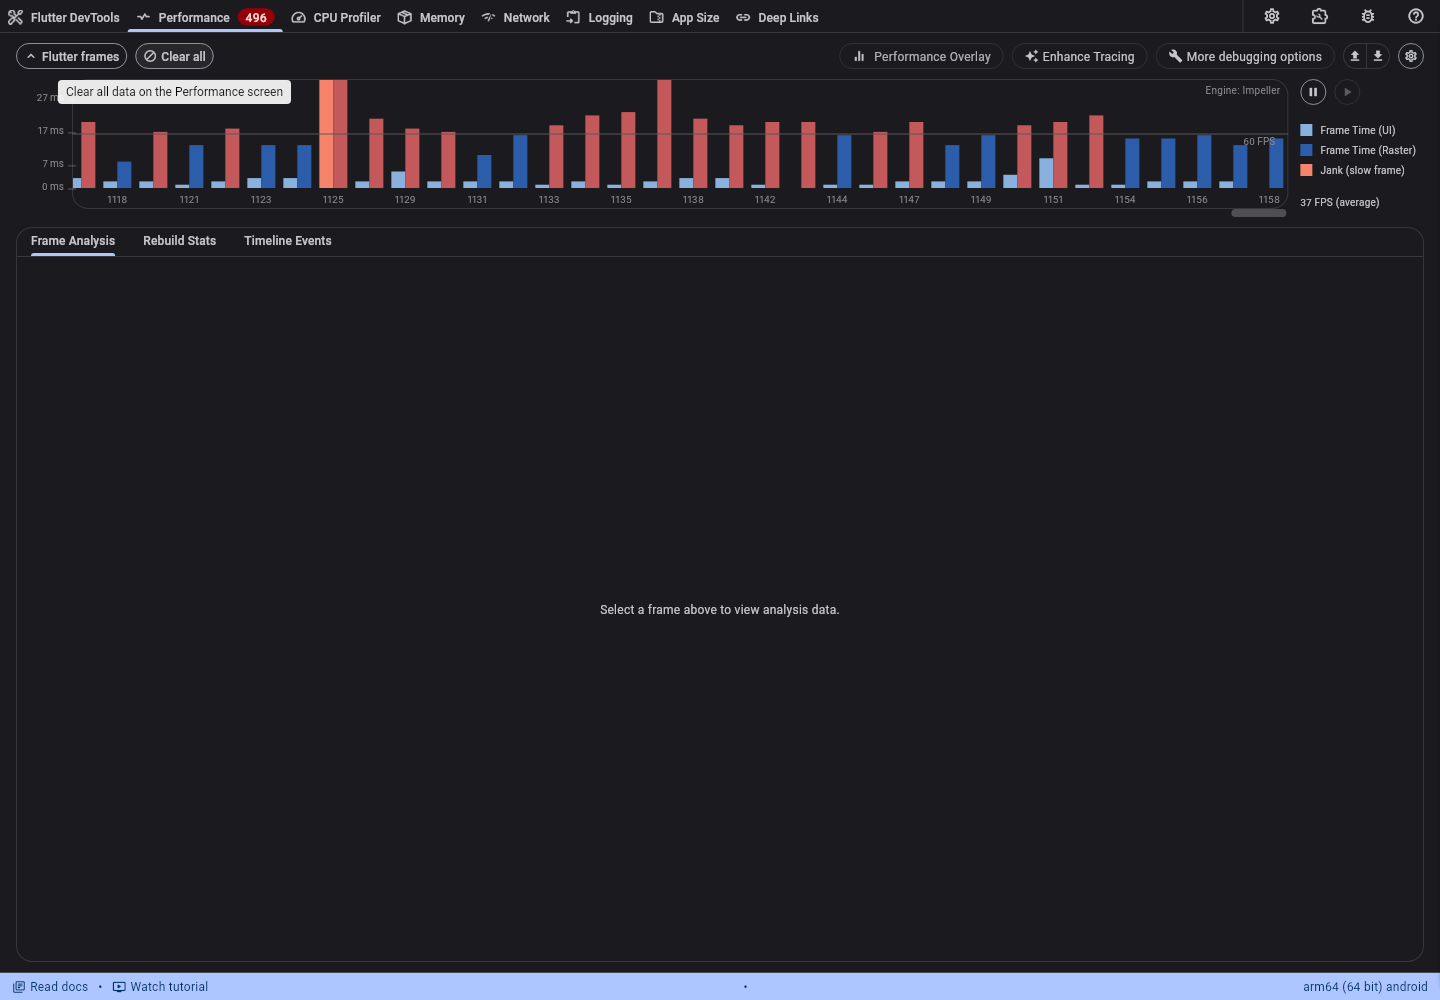 Flutter DevTools
Performance
496
CPU Profiler
Memory
Network
Logging
App Size
Deep Links
Flutter frames
Clear all
Performance Overlay
Enhance Tracing
More debugging options
Clear all data on the Performance screen
27 m
17 ms
7 ms
0 ms
Engine: Impeller
60 FPS
1118
1121
1123
1125
1129
1131
1133
1135
1138
1142
1144
1147
1149
1151
1154
1156
1158
Frame Time (UI)
Frame Time (Raster)
Jank (slow frame)
37 FPS (average)
Frame Analysis
Rebuild Stats
Timeline Events
Select a frame above to view analysis data.
Read docs
•
Watch tutorial
•
arm64 (64 bit) android